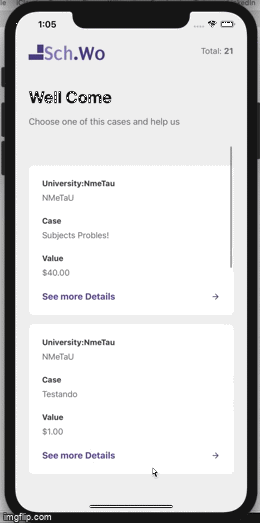 1:05
Sch.Wo
Total: 21
Well Come
Choose one of this cases and help us
University:NmeTau
NMeTaU
Case
Subjects Probles!
Value
$40.00
See more Details
University:NmeTau
NMeTaU
Case
Testando
Value
$1.00
See more Details
imgflip.com